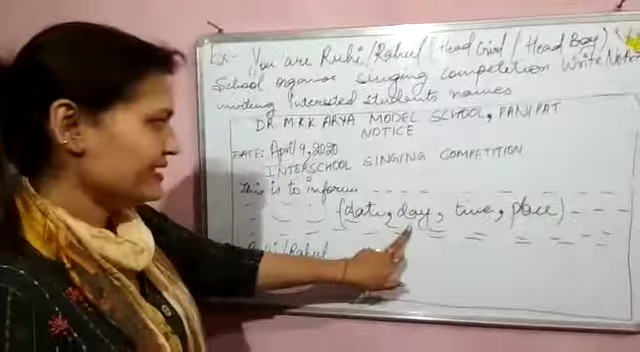 Ex- You are Ruhi/Rahul (Head Girl / Head Boy)
School organise singing competition Write Notice
inviting interested students names
DR. M.K.K ARYA MODEL SCHOOL, PANIPAT
NOTICE
DATE: April 9, 2020
INTERSCHOOL SINGING COMPETITION
This is to inform
(date, day, time, place)
Ruhi/Rahul